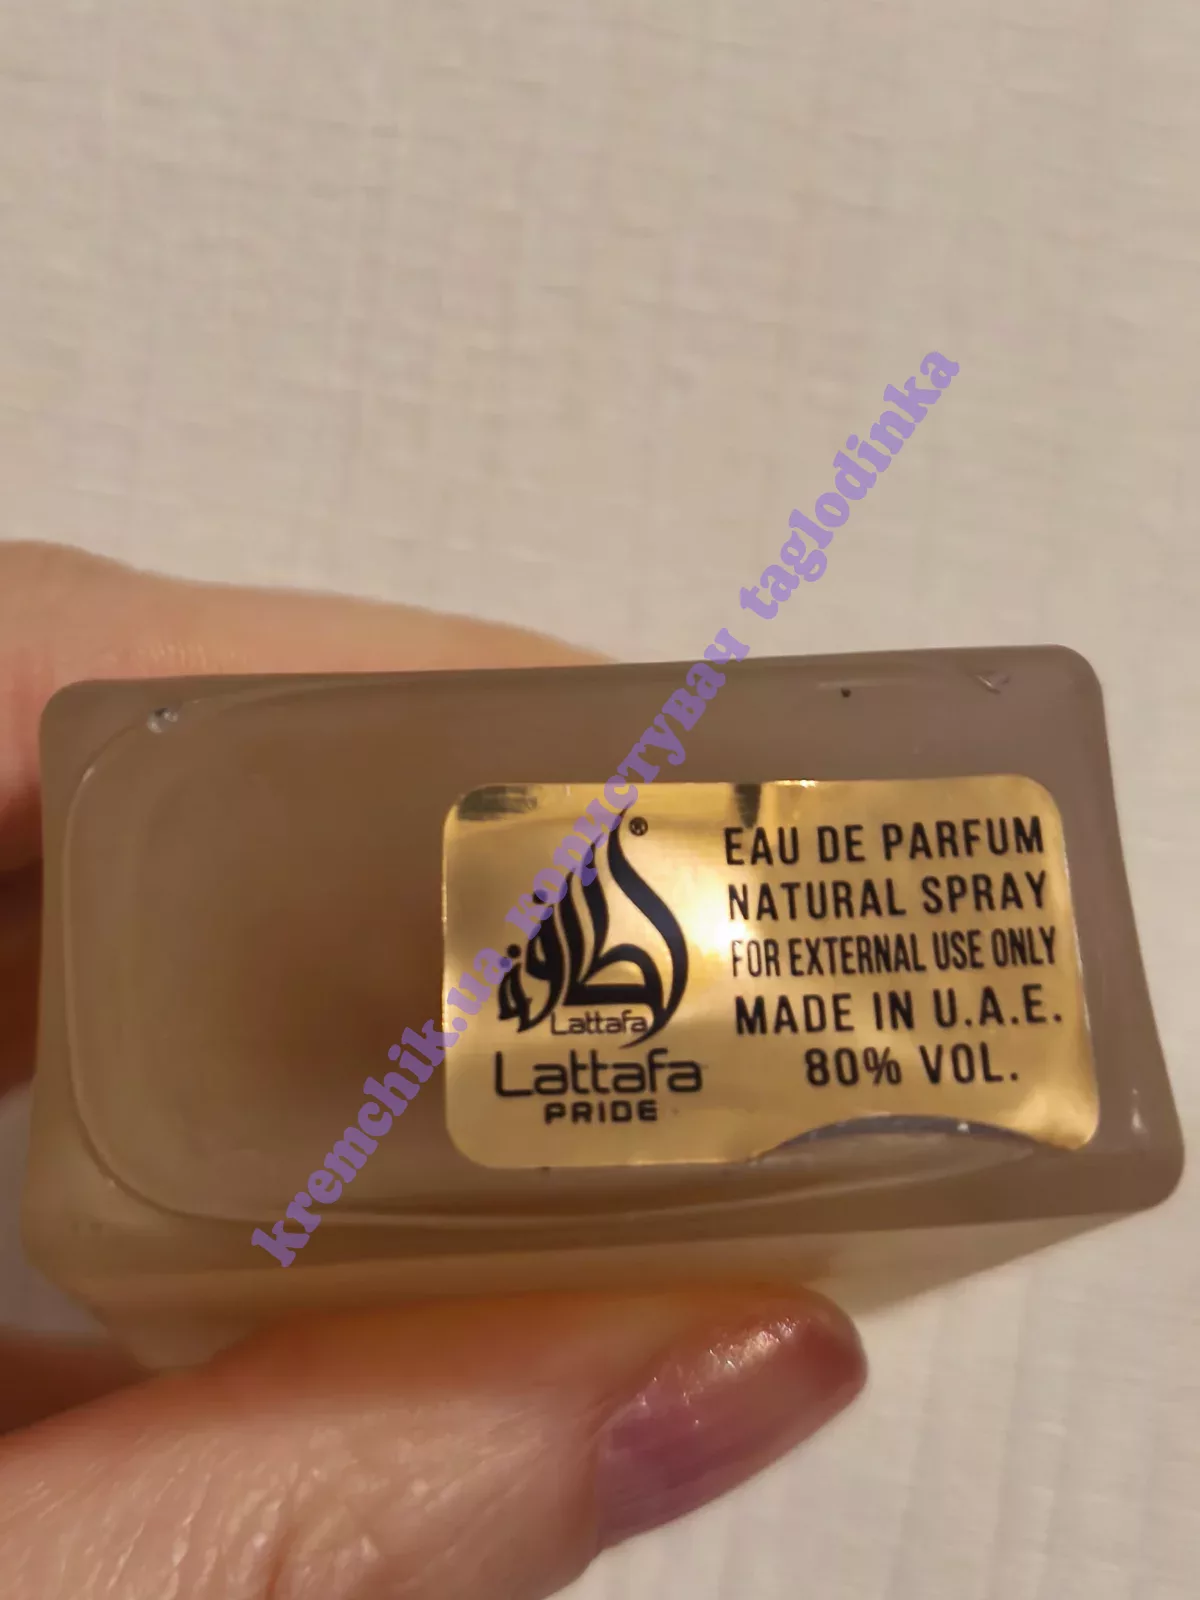 ®
لطافة
Lattafa
Lattafa
PRIDE
EAU DE PARFUM
NATURAL SPRAY
FOR EXTERNAL USE ONLY
MADE IN U.A.E.
80% VOL.
kremchik.ua користувач taglodinka